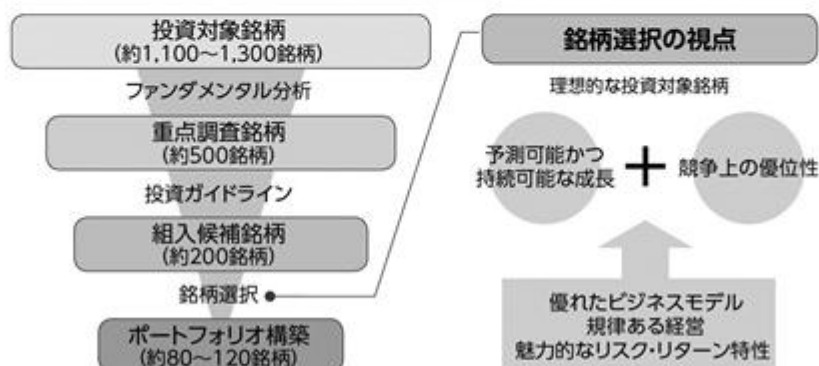 投資対象銘柄
(約1,100〜1,300銘柄)
ファンダメンタル分析
重点調査銘柄
(約500銘柄)
投資ガイドライン
組入候補銘柄
(約200銘柄)
銘柄選択
ポートフォリオ構築
(約80〜120銘柄)
銘柄選択の視点
理想的な投資対象銘柄
予測可能かつ
持続可能な成長
+
競争上の優位性
優れたビジネスモデル
規律ある経営
魅力的なリスク・リターン特性